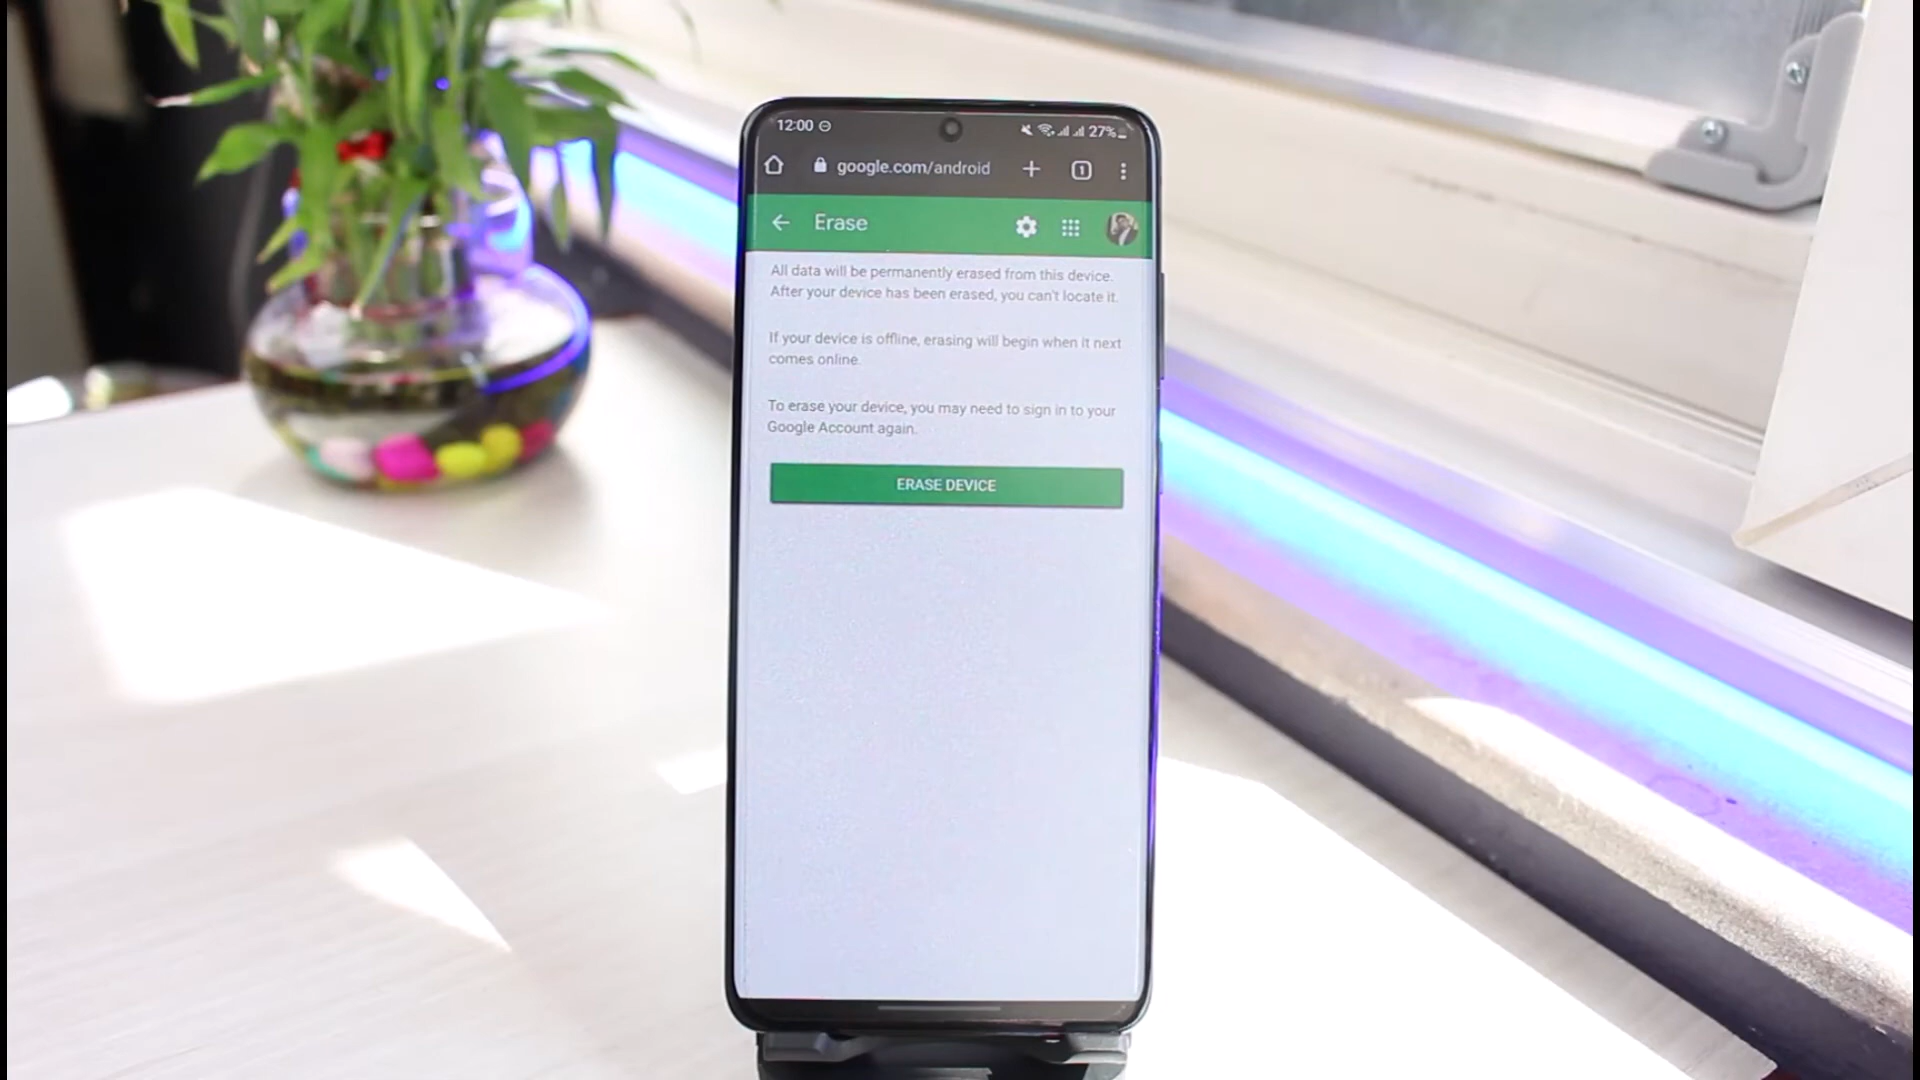 12:00
27%
google.com/android
1
Erase
All data will be permanently erased from this device.
After your device has been erased, you can't locate it.
If your device is offline, erasing will begin when it next
comes online.
To erase your device, you may need to sign in to your
Google Account again.
ERASE DEVICE